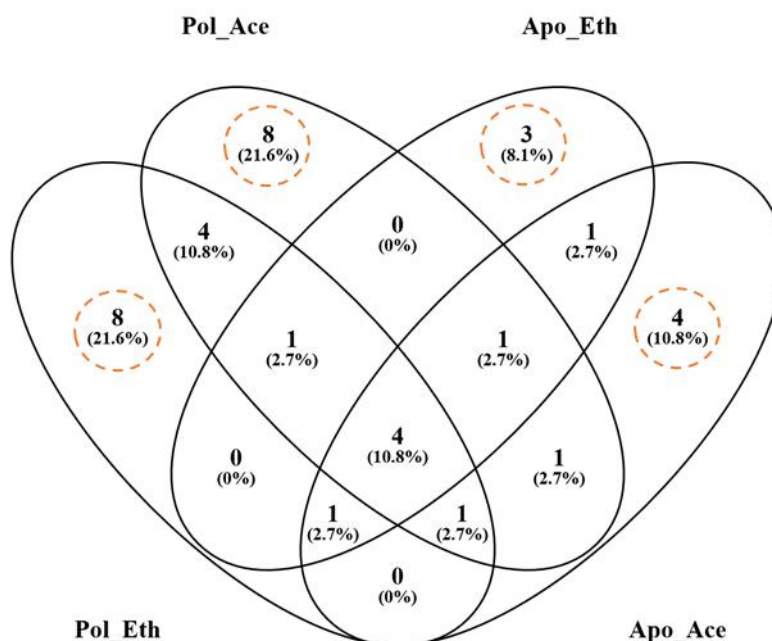 Pol_Ace Apo_Eth
8 3
(21.6%) (8.1%)
4 0 1
(10.8%) (0%) (2.7%)
8 1 1 4
(21.6%) (2.7%) (2.7%) (10.8%)
0 4 1
(0%) (10.8%) (2.7%)
1 1
(2.7%) (2.7%)
0
(0%)
Pol_Eth Apo_Ace